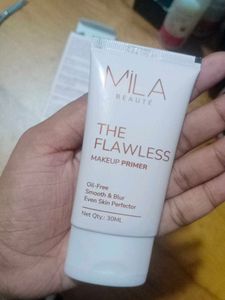 MILA
BEAUTÉ
THE
FLAWLESS
MAKEUP PRIMER
Oil-Free
Smooth & Blur
Even Skin Perfector
Net Qty.: 30ML